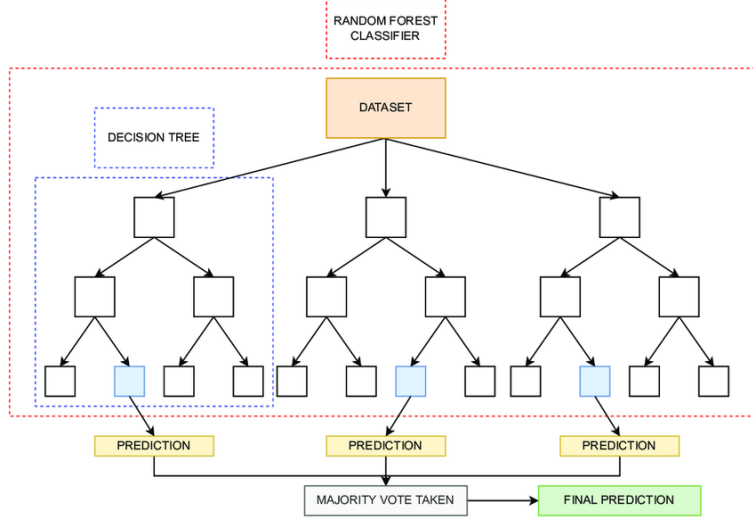 RANDOM FOREST
CLASSIFIER
DATASET
DECISION TREE
PREDICTION
PREDICTION
PREDICTION
MAJORITY VOTE TAKEN
FINAL PREDICTION